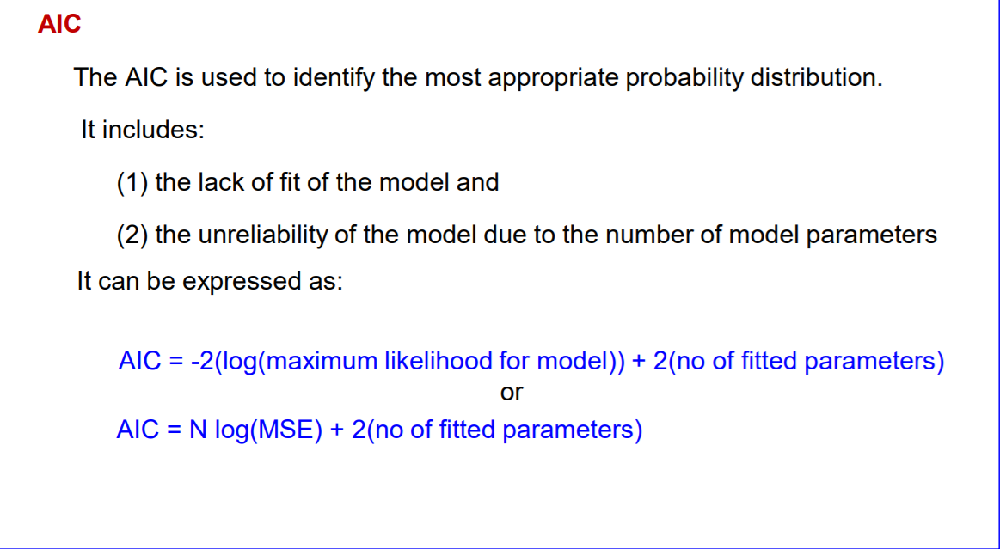 AIC
The AIC is used to identify the most appropriate probability distribution.
It includes:
(1) the lack of fit of the model and
(2) the unreliability of the model due to the number of model parameters
It can be expressed as:
AIC = -2(log(maximum likelihood for model)) + 2(no of fitted parameters)
or
AIC = N log(MSE) + 2(no of fitted parameters)